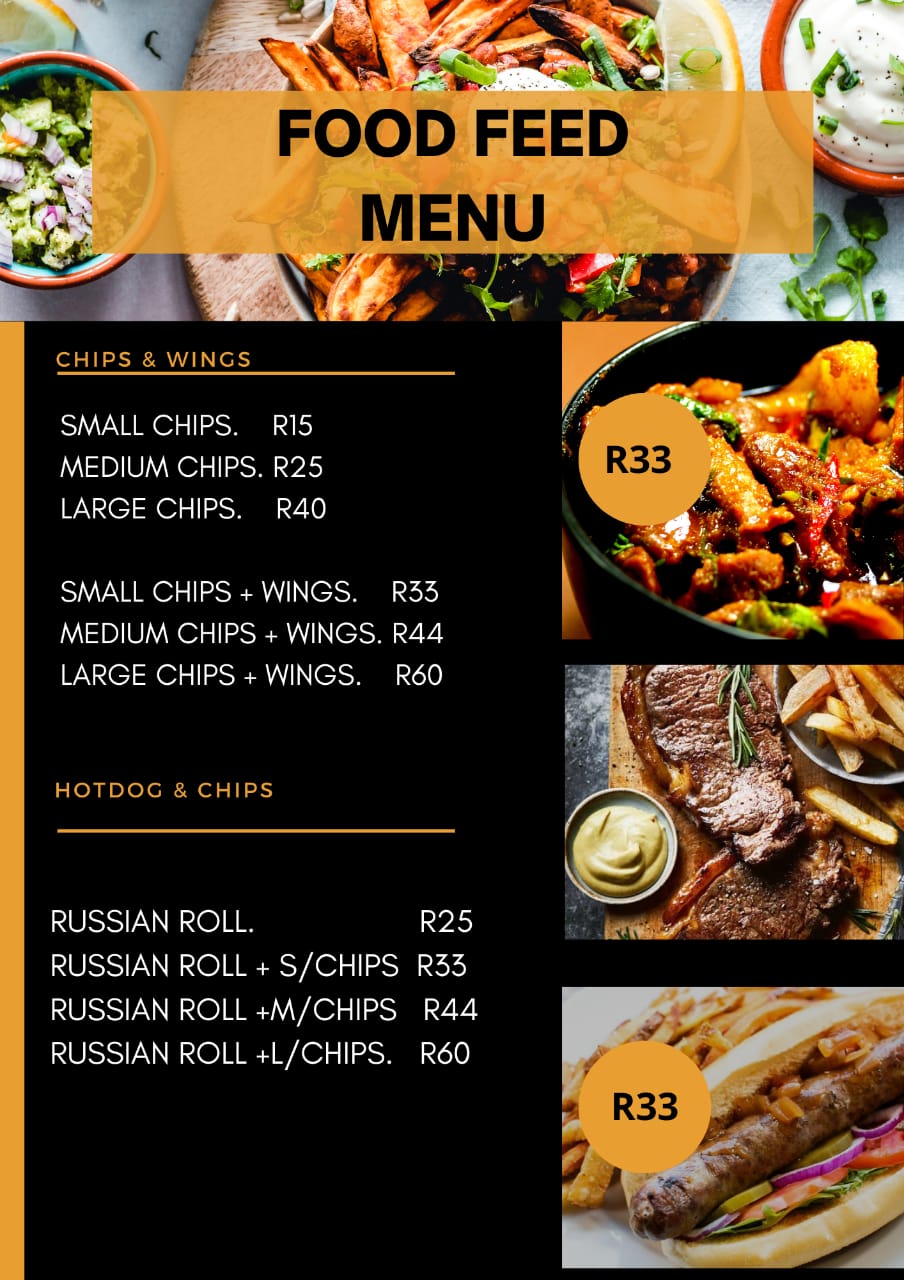 FOOD FEED
MENU
CHIPS & WINGS
SMALL CHIPS. R15
MEDIUM CHIPS. R25
LARGE CHIPS. R40
SMALL CHIPS + WINGS. R33
MEDIUM CHIPS + WINGS. R44
LARGE CHIPS + WINGS. R60
R33
HOTDOG & CHIPS
RUSSIAN ROLL. R25
RUSSIAN ROLL + S/CHIPS R33
RUSSIAN ROLL +M/CHIPS R44
RUSSIAN ROLL +L/CHIPS. R60
R33